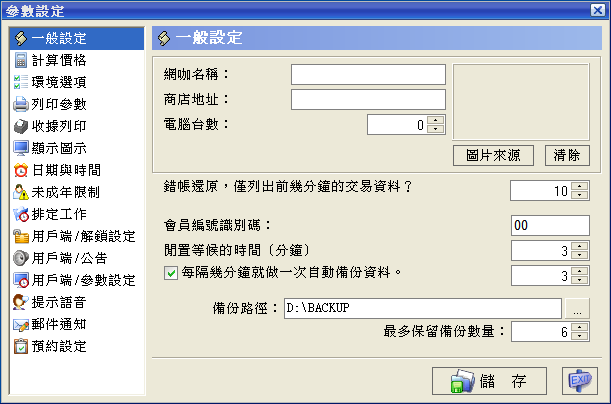 參數設定
一般設定
計算價格
環境選項
列印參數
收據列印
顯示圖示
日期與時間
未成年限制
排定工作
用戶端/解鎖設定
用戶端/公告
用戶端/參數設定
提示語音
郵件通知
預約設定
一般設定
網咖名稱：
商店地址：
電腦台數： 0
圖片來源 清除
錯帳還原，僅列出前幾分鐘的交易資料？ 10
會員編號識別碼： 00
閒置等候的時間〔分鐘〕 3
每隔幾分鐘就做一次自動備份資料。 3
備份路徑： D:\BACKUP ...
最多保留備份數量： 6
儲 存 EXIT